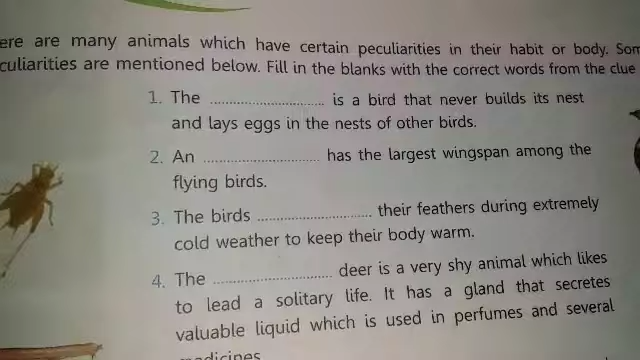 ere are many animals which have certain peculiarities in their habit or body. Som
culiarities are mentioned below. Fill in the blanks with the correct words from the clue
1. The .............................. is a bird that never builds its nest
and lays eggs in the nests of other birds.
2. An .............................. has the largest wingspan among the
flying birds.
3. The birds .............................. their feathers during extremely
cold weather to keep their body warm.
4. The .............................. deer is a very shy animal which likes
to lead a solitary life. It has a gland that secretes
valuable liquid which is used in perfumes and several
medicines